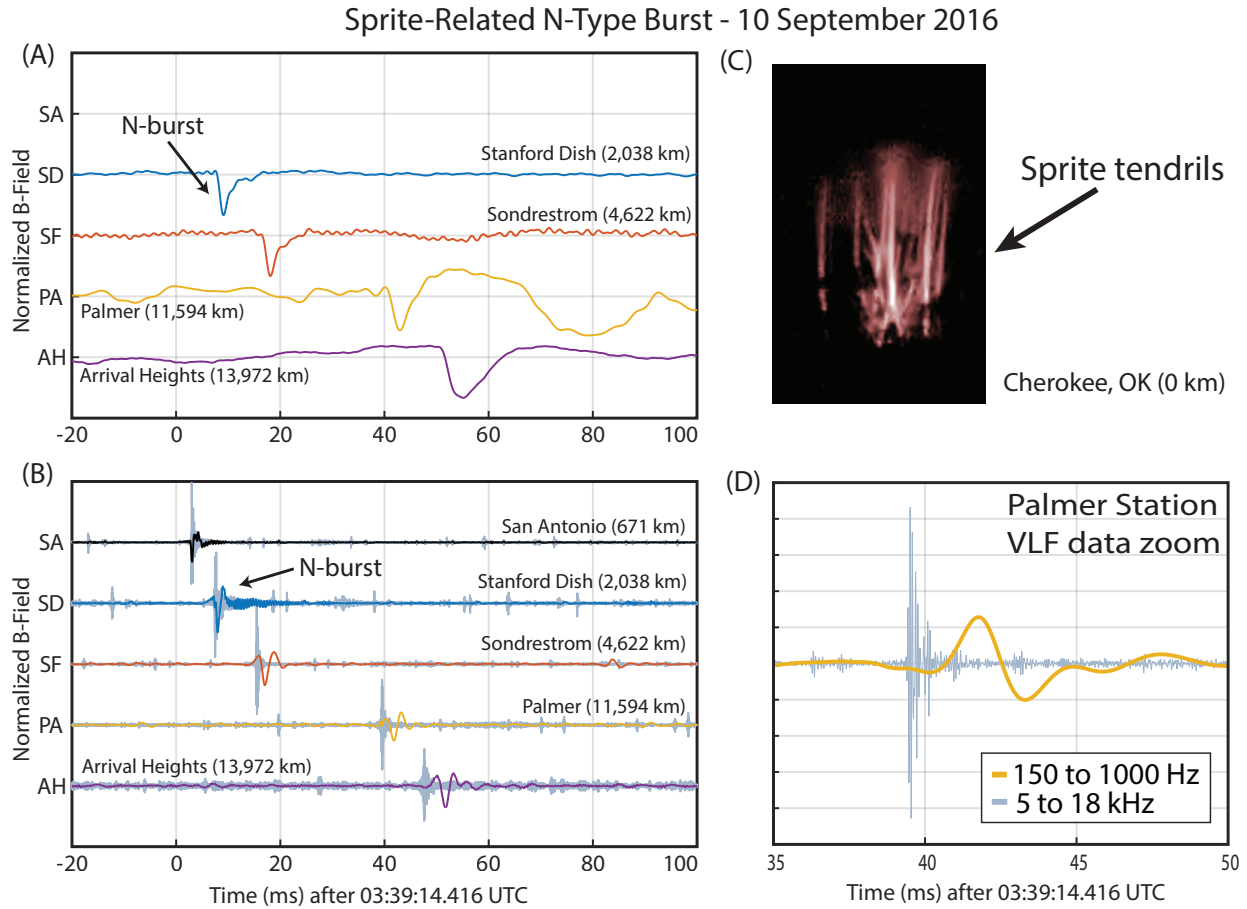 Sprite-Related N-Type Burst - 10 September 2016
(A)
Normalized B-Field
SA
SD
SF
PA
AH
N-burst
Stanford Dish (2,038 km)
Sondrestrom (4,622 km)
Palmer (11,594 km)
Arrival Heights (13,972 km)
-20 0 20 40 60 80 100
(C)
Sprite tendrils
Cherokee, OK (0 km)
(B)
Normalized B-Field
SA
SD
SF
PA
AH
San Antonio (671 km)
N-burst
Stanford Dish (2,038 km)
Sondrestrom (4,622 km)
Palmer (11,594 km)
Arrival Heights (13,972 km)
-20 0 20 40 60 80 100
Time (ms) after 03:39:14.416 UTC
(D)
Palmer Station
VLF data zoom
150 to 1000 Hz
5 to 18 kHz
35 40 45 50
Time (ms) after 03:39:14.416 UTC